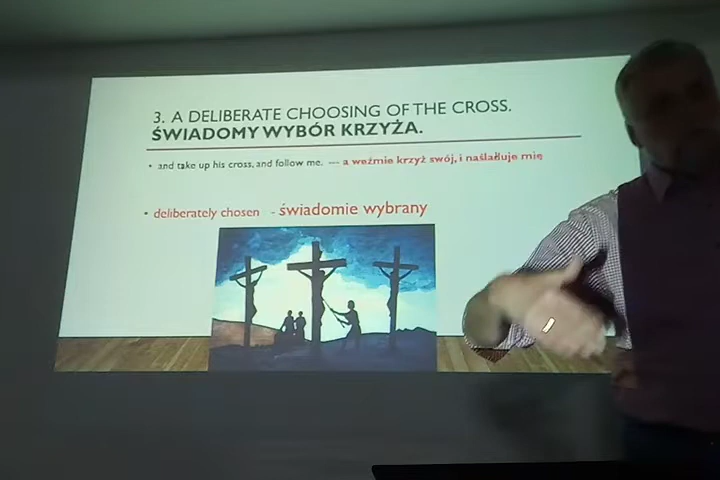 3. A DELIBERATE CHOOSING OF THE CROSS.
ŚWIADOMY WYBÓR KRZYŻA.
• and take up his cross, and follow me. --- a weźmie krzyż swój, i naśladuje mię
• deliberately chosen - świadomie wybrany